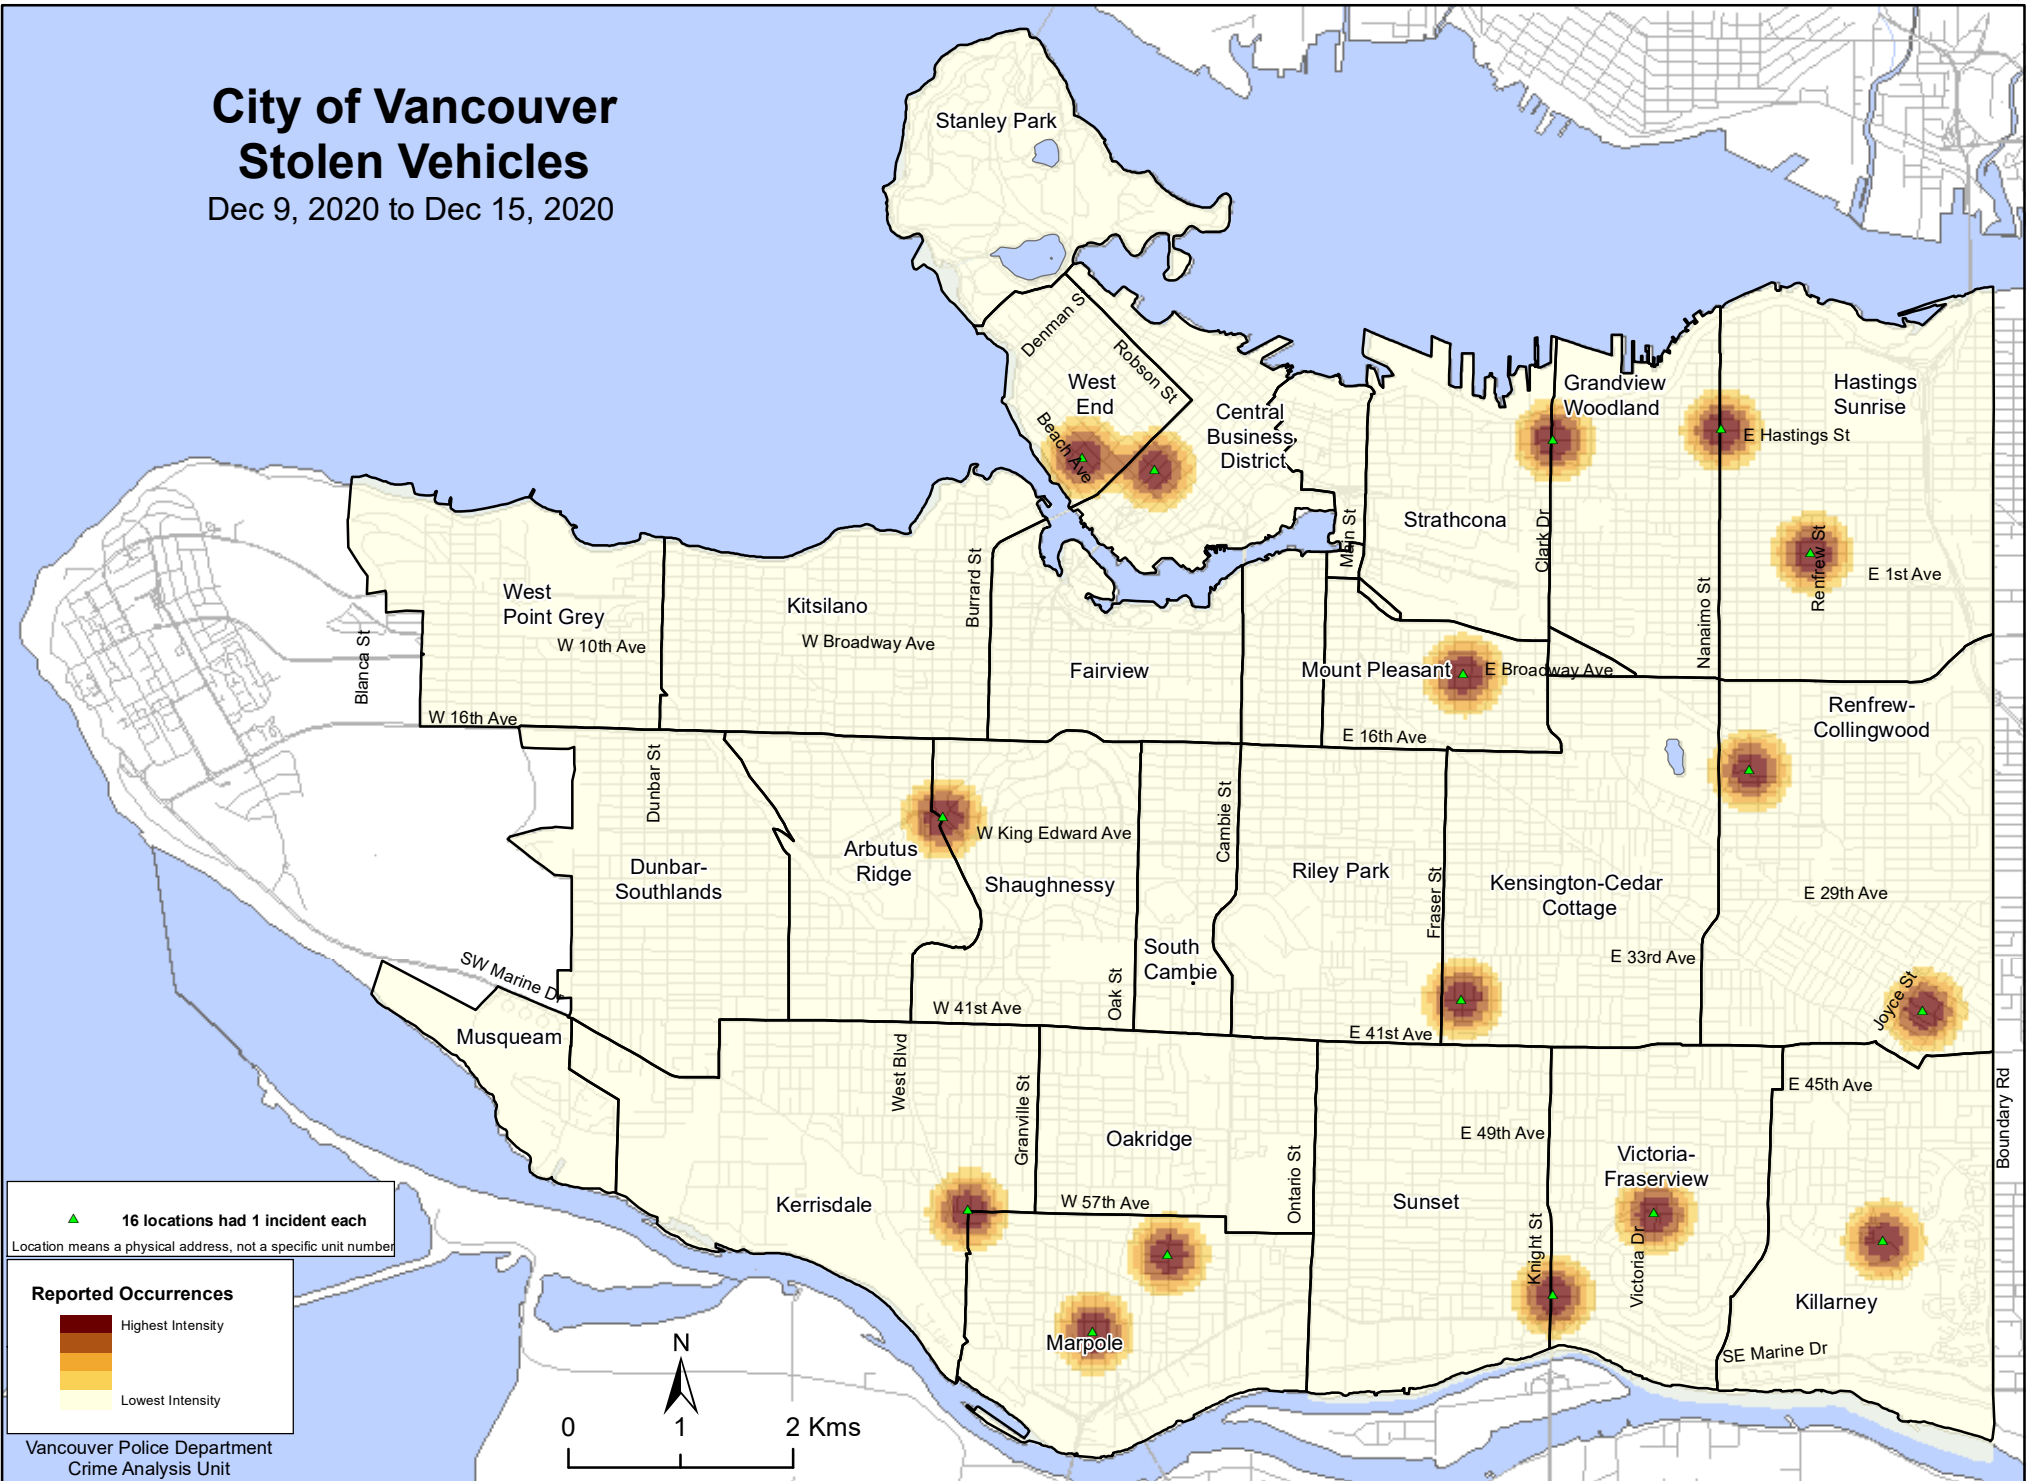 City of Vancouver
Stolen Vehicles
Dec 9, 2020 to Dec 15, 2020
Stanley Park
Denman S
Robson St
West
End
Beach Ave
Central
Business
District
Grandview
Woodland
Hastings
Sunrise
E Hastings St
Strathcona
Main St
Clark Dr
Nanaimo St
Renfrew St
E 1st Ave
West
Point Grey
W 10th Ave
Blanca St
W 16th Ave
Kitsilano
W Broadway Ave
Burrard St
Fairview
Mount Pleasant
E Broadway Ave
E 16th Ave
Renfrew-
Collingwood
Dunbar St
Dunbar-
Southlands
Arbutus
Ridge
W King Edward Ave
Shaughnessy
Cambie St
Riley Park
Fraser St
Kensington-Cedar
Cottage
E 29th Ave
E 33rd Ave
South
Cambie
Oak St
W 41st Ave
E 41st Ave
Joyce St
SW Marine Dr
Musqueam
West Blvd
Granville St
Oakridge
W 57th Ave
Ontario St
E 49th Ave
E 45th Ave
Boundary Rd
Kerrisdale
Sunset
Knight St
Victoria-
Fraserview
Victoria Dr
Killarney
SE Marine Dr
Marpole
16 locations had 1 incident each
Location means a physical address, not a specific unit number
Reported Occurrences
Highest Intensity
Lowest Intensity
Vancouver Police Department
Crime Analysis Unit
N
0 1 2 Kms